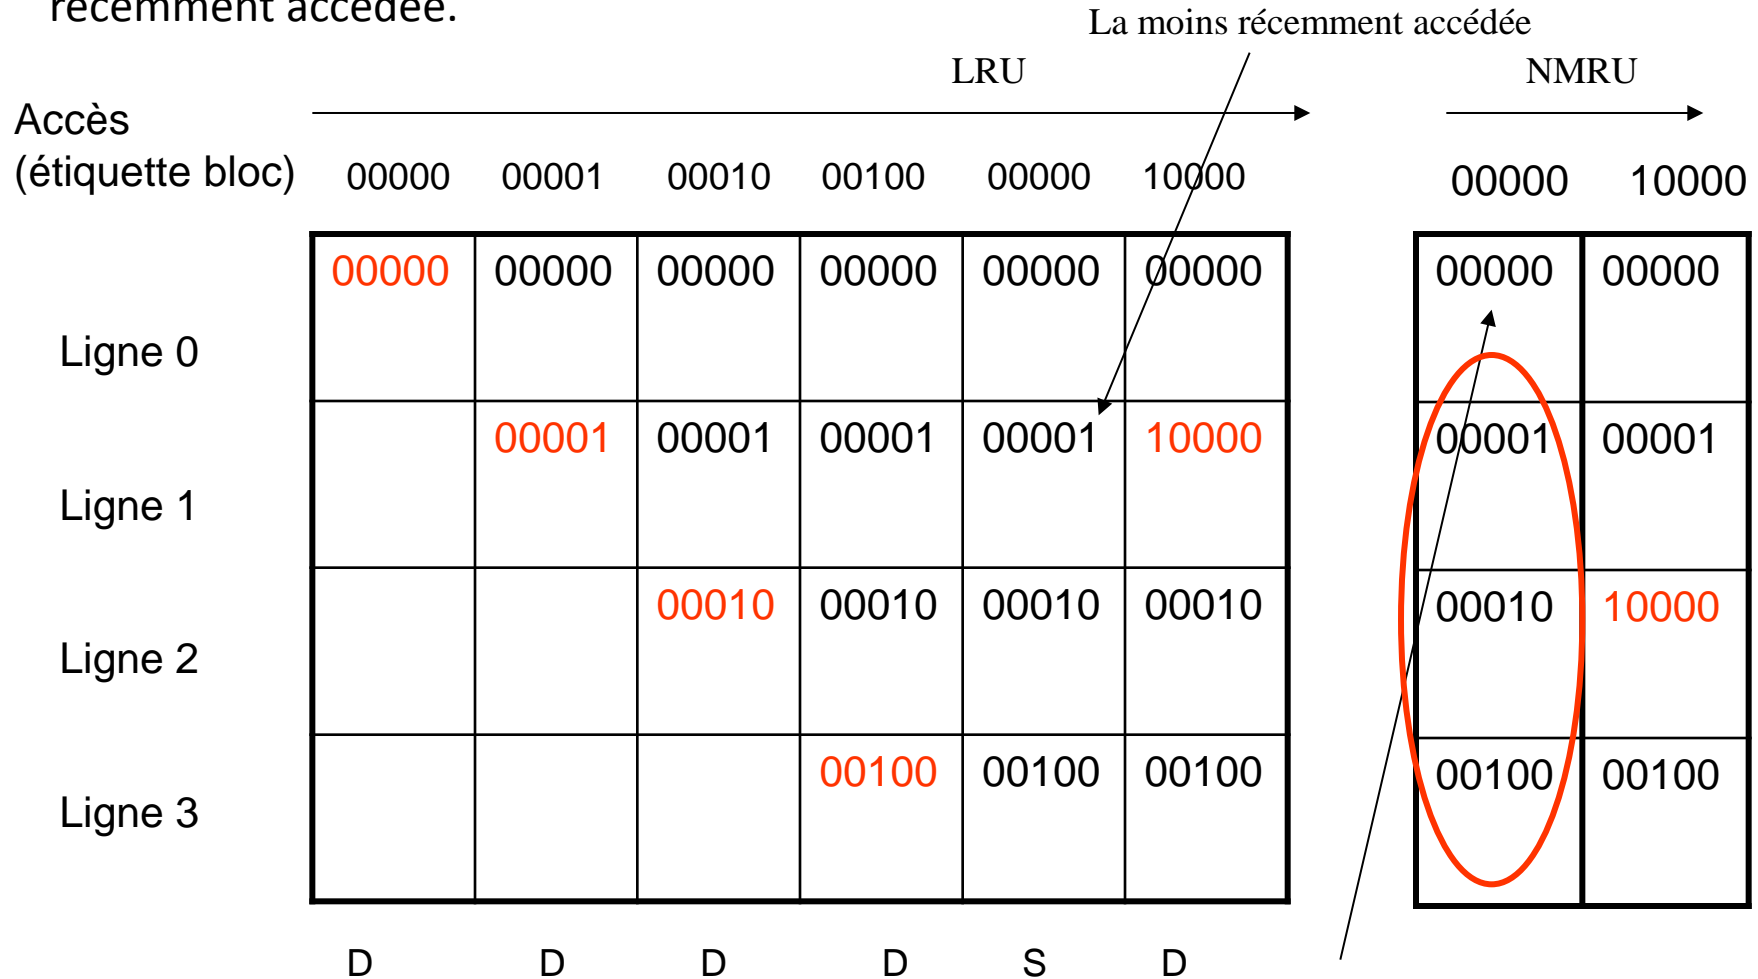 récemment accédée.
La moins récemment accédée
LRU
NMRU
Accès
(étiquette bloc)
00000 00001 00010 00100 00000 10000
00000 10000
00000 00000 00000 00000 00000 00000
00000 00000
Ligne 0
00001 00001 00001 00001 10000
00001 00001
Ligne 1
00010 00010 00010 00010
00010 10000
Ligne 2
00100 00100 00100
00100 00100
Ligne 3
D D D D S D